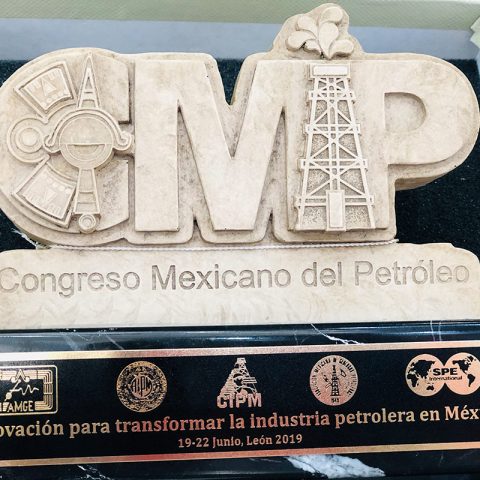 CMP
Congreso Mexicano del Petróleo
AMGE
CIPM
SPE
International
ovación para transformar la industria petrolera en Méx
19-22 Junio, León 2019